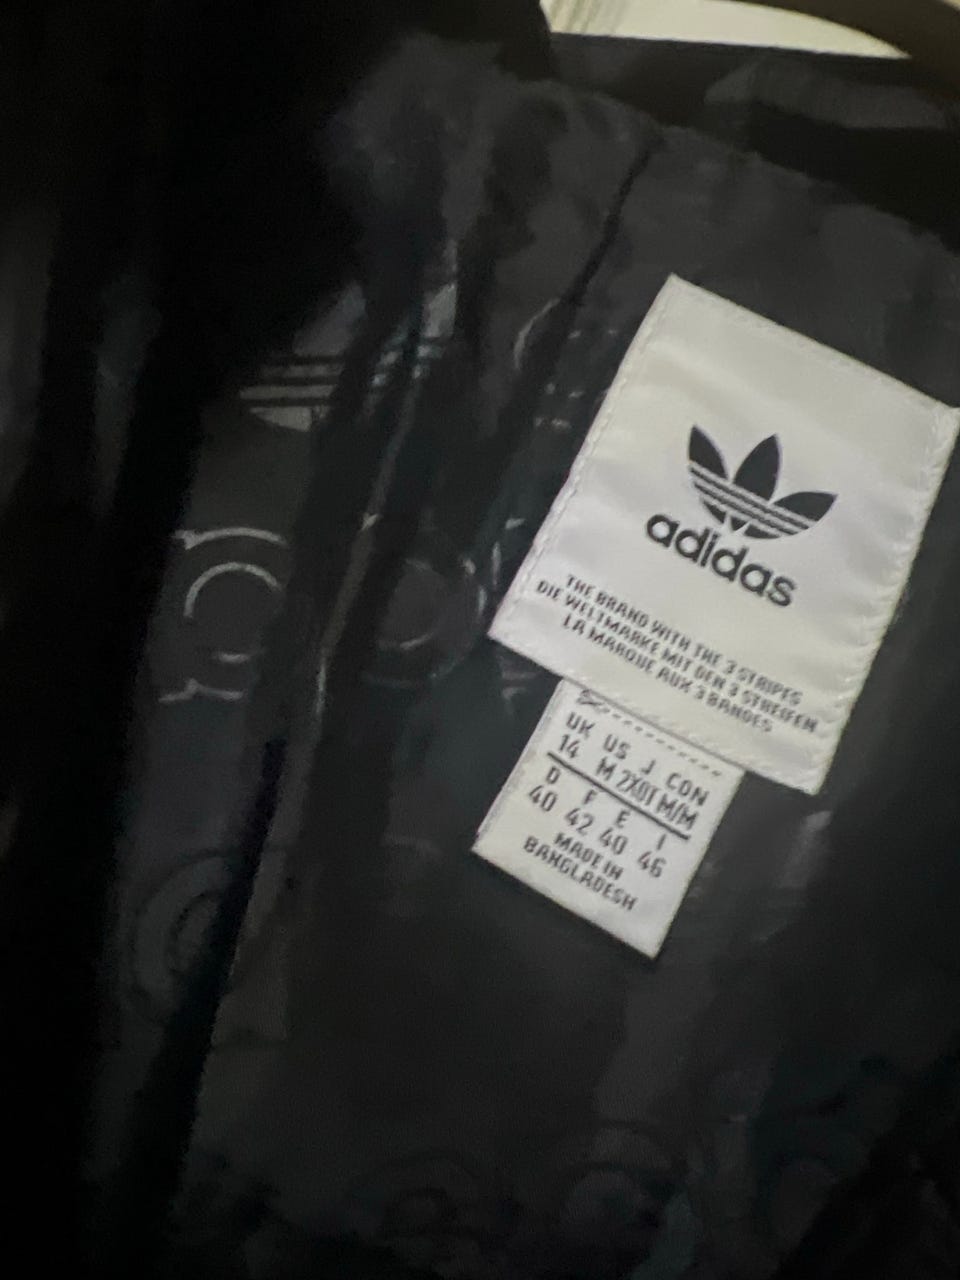 adidas
THE BRAND WITH THE 3 STRIPES
DIE WELTMARKE MIT DEN 3 STREIFEN
LA MARQUE AUX 3 BANDES
UK US J CON
14 M 2XOT M/M
D F E I
40 42 40 46
MADE IN
BANGLADESH